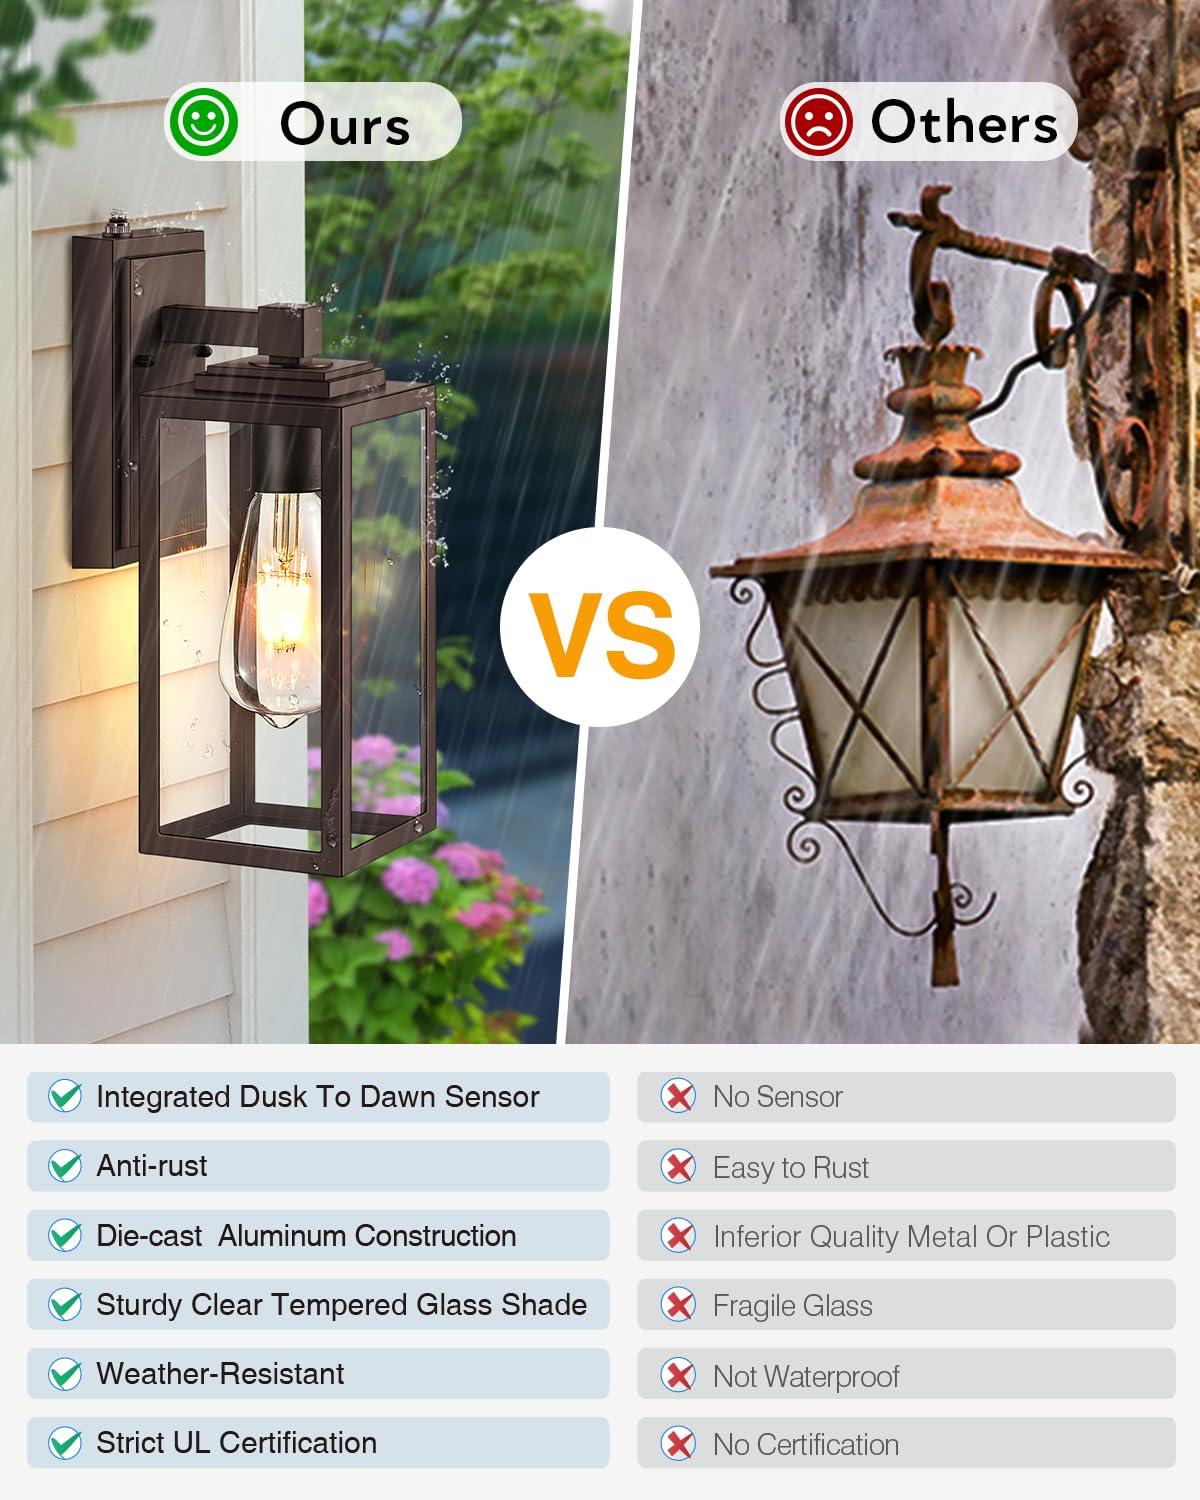 Ours
Others
VS
Integrated Dusk To Dawn Sensor
No Sensor
Anti-rust
Easy to Rust
Die-cast Aluminum Construction
Inferior Quality Metal Or Plastic
Sturdy Clear Tempered Glass Shade
Fragile Glass
Weather-Resistant
Not Waterproof
Strict UL Certification
No Certification